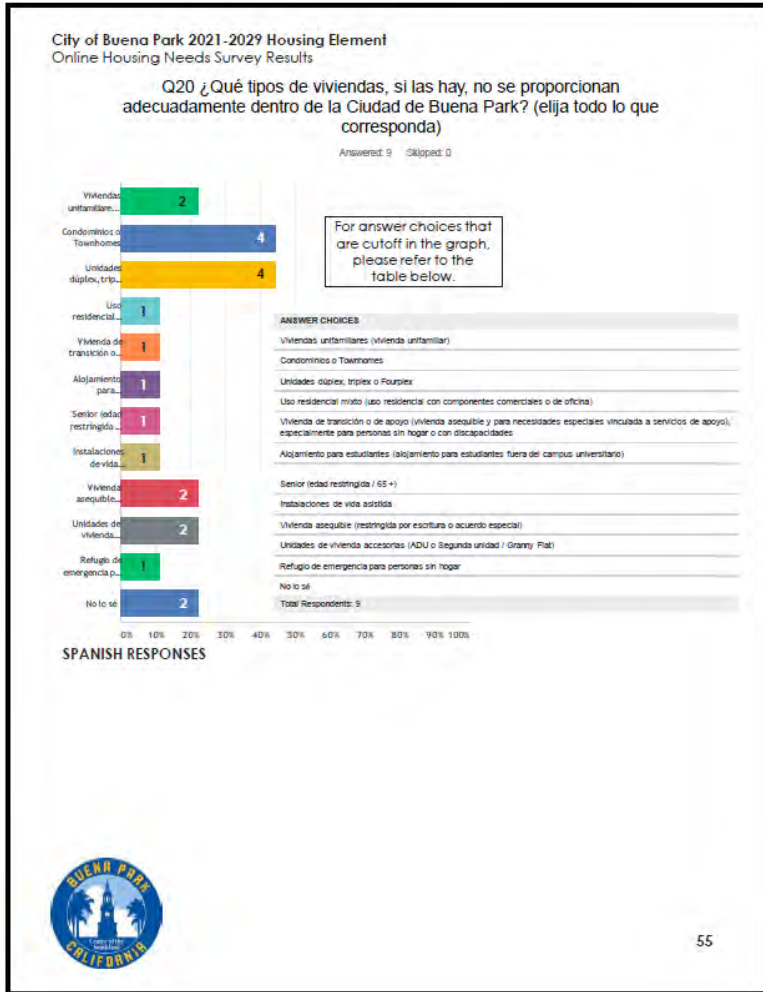 City of Buena Park 2021-2029 Housing Element
Online Housing Needs Survey Results
Q20 ¿Qué tipos de viviendas, si las hay, no se proporcionan
adecuadamente dentro de la Ciudad de Buena Park? (elija todo lo que
corresponda)
Answered: 9 Skipped: 0
Viviendas
unifamiliare...
2
Condominios o
Townhomes
4
Unidades
dúplex, trip...
4
Uso
residencial...
1
Vivienda de
transición o...
1
Alojamiento
para...
1
Senior (edad
restringida ...
1
Instalaciones
de vida...
1
Vivienda
asequible...
2
Unidades de
vivienda...
2
Refugio de
emergencia p...
1
No lo sé
2
0% 10% 20% 30% 40% 50% 60% 70% 80% 90% 100%
For answer choices that
are cutoff in the graph,
please refer to the
table below.
ANSWER CHOICES
Viviendas unifamiliares (vivienda unifamiliar)
Condominios o Townhomes
Unidades dúplex, triplex o Fourplex
Uso residencial mixto (uso residencial con componentes comerciales o de oficina)
Vivienda de transición o de apoyo (vivienda asequible y para necesidades especiales vinculada a servicios de apoyo),
especialmente para personas sin hogar o con discapacidades
Alojamiento para estudiantes (alojamiento para estudiantes fuera del campus universitario)
Senior (edad restringida / 65 +)
Instalaciones de vida asistida
Vivienda asequible (restringida por escritura o acuerdo especial)
Unidades de vivienda accesorias (ADU o Segunda unidad / Granny Flat)
Refugio de emergencia para personas sin hogar
No lo sé
Total Respondents: 9
SPANISH RESPONSES
BUENA PARK
Center of the
Southland
CALIFORNIA
55